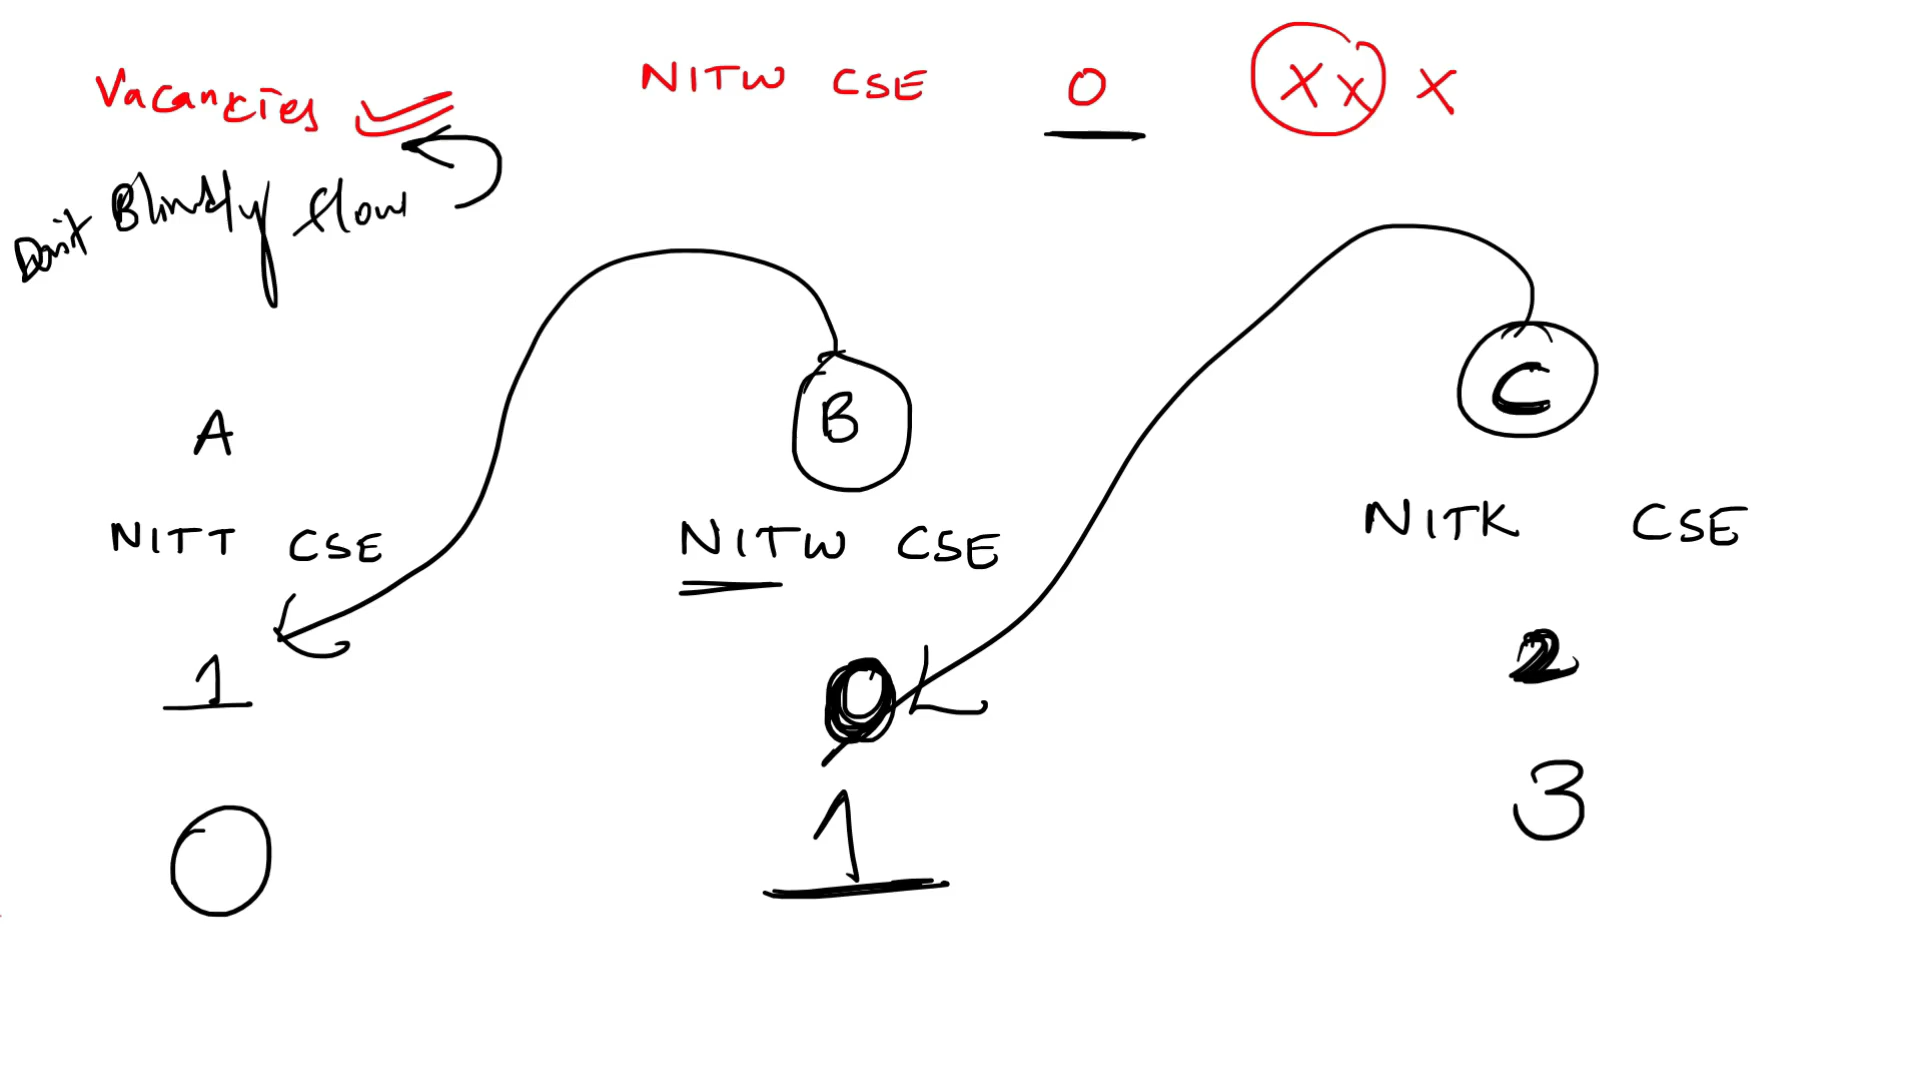 Vacancies
NITW CSE 0 X X X
Don't Blindly flow
A B C
NITT CSE NITW CSE NITK CSE
1 0 2
0 1 3